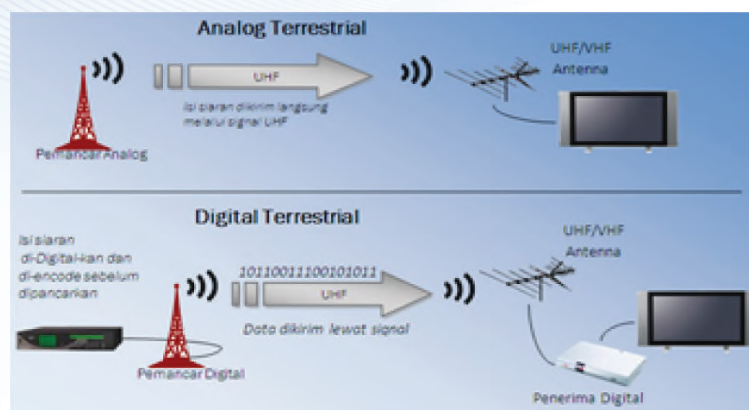 Analog Terrestrial
UHF/VHF
Antenna
UHF
Isi siaran dikirim langsung
melalui signal UHF
Pemancar Analog
Digital Terrestrial
Isi siaran
di-Digital-kan dan
di-encode sebelum
dipancarkan
UHF/VHF
Antenna
10110011100101011
UHF
Data dikirim lewat signal
Pemancar Digital
Penerima Digital